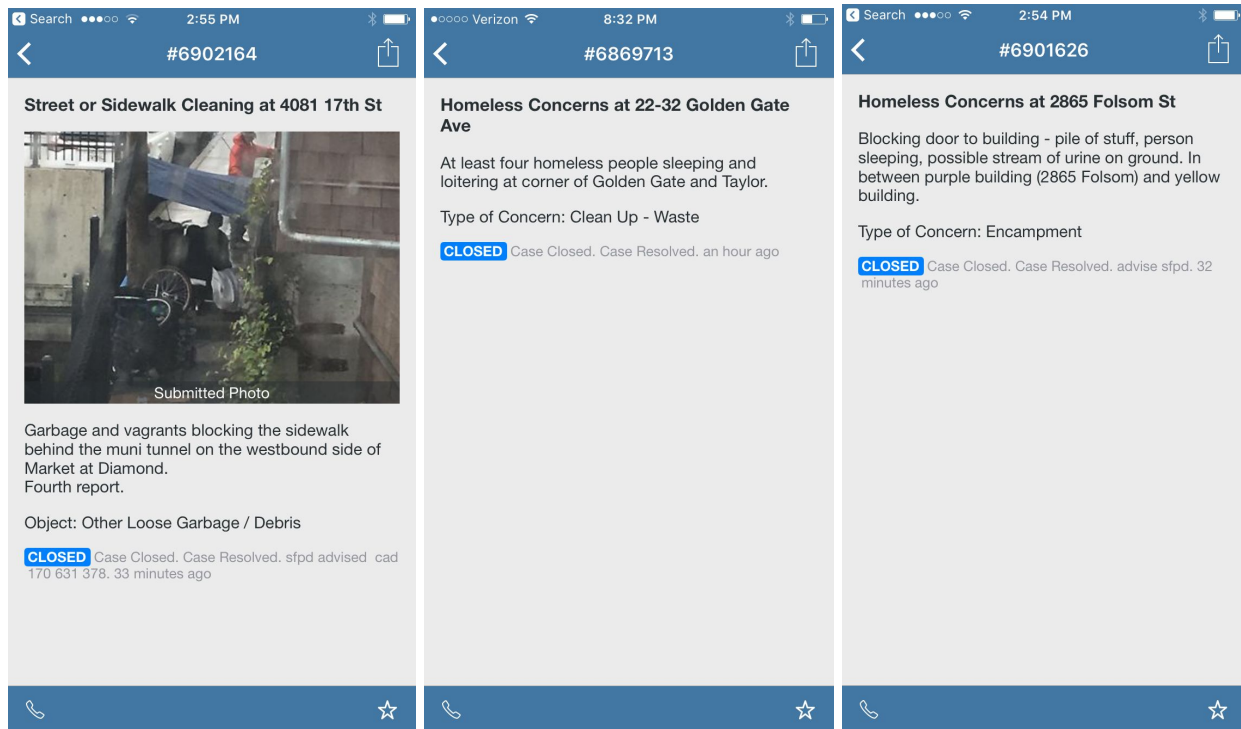 Search 2:55 PM
#6902164
Street or Sidewalk Cleaning at 4081 17th St
Submitted Photo
Garbage and vagrants blocking the sidewalk
behind the muni tunnel on the westbound side of
Market at Diamond.
Fourth report.
Object: Other Loose Garbage / Debris
CLOSED Case Closed. Case Resolved. sfpd advised cad
170 631 378. 33 minutes ago
Verizon 8:32 PM
#6869713
Homeless Concerns at 22-32 Golden Gate
Ave
At least four homeless people sleeping and
loitering at corner of Golden Gate and Taylor.
Type of Concern: Clean Up - Waste
CLOSED Case Closed. Case Resolved. an hour ago
Search 2:54 PM
#6901626
Homeless Concerns at 2865 Folsom St
Blocking door to building - pile of stuff, person
sleeping, possible stream of urine on ground. In
between purple building (2865 Folsom) and yellow
building.
Type of Concern: Encampment
CLOSED Case Closed. Case Resolved. advise sfpd. 32
minutes ago